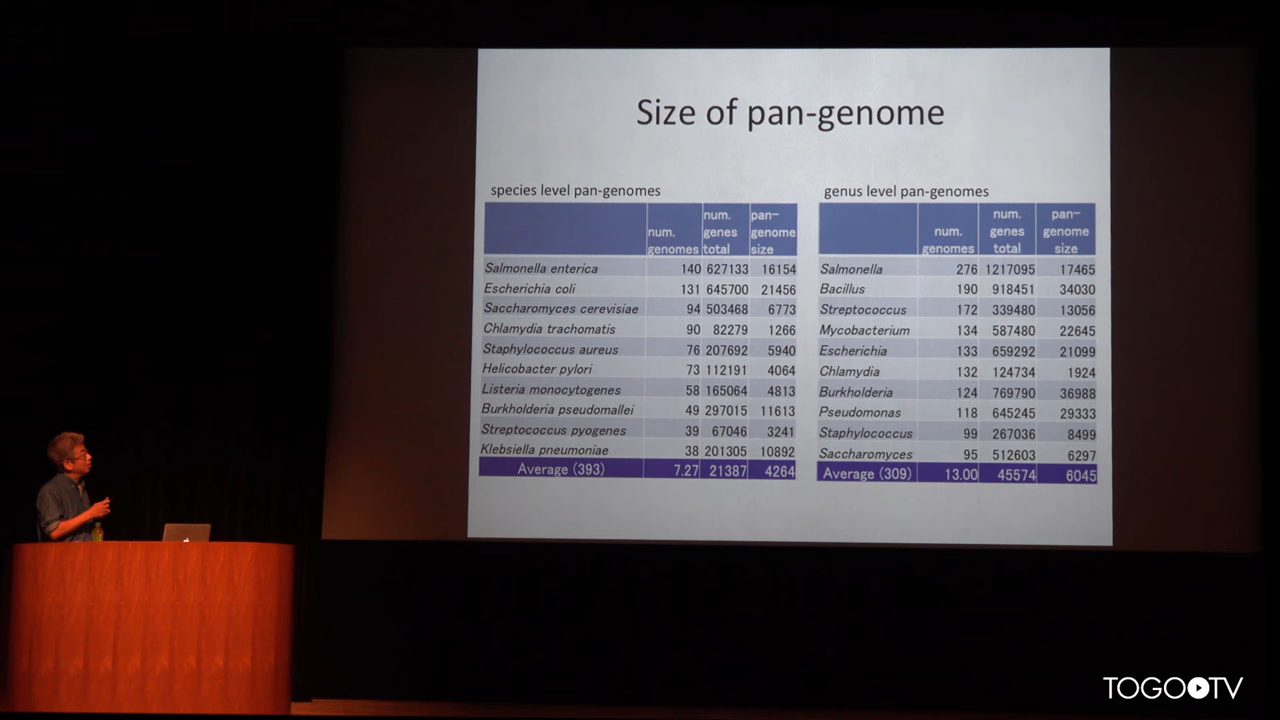 Size of pan-genome
species level pan-genomes
num. genomes num. genes total pan-genome size
Salmonella enterica 140 627133 16154
Escherichia coli 131 645700 21456
Saccharomyces cerevisiae 94 503468 6773
Chlamydia trachomatis 90 82279 1266
Staphylococcus aureus 76 207692 5940
Helicobacter pylori 73 112191 4064
Listeria monocytogenes 58 165064 4813
Burkholderia pseudomallei 49 297015 11613
Streptococcus pyogenes 39 67046 3241
Klebsiella pneumoniae 38 201305 10892
Average (393) 7.27 21387 4264
genus level pan-genomes
num. genomes num. genes total pan-genome size
Salmonella 276 1217095 17465
Bacillus 190 918451 34030
Streptococcus 172 339480 13056
Mycobacterium 134 587480 22645
Escherichia 133 659292 21099
Chlamydia 132 124734 1924
Burkholderia 124 769790 36988
Pseudomonas 118 645245 29333
Staphylococcus 99 267036 8499
Saccharomyces 95 512603 6297
Average (309) 13.00 45574 6045
TOGO TV